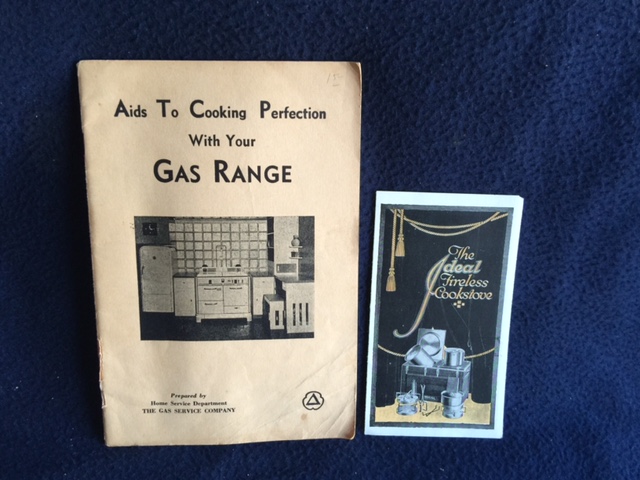 Aids To Cooking Perfection
With Your
GAS RANGE
Prepared by
Home Service Department
THE GAS SERVICE COMPANY
The
Ideal
Fireless
Cookstove